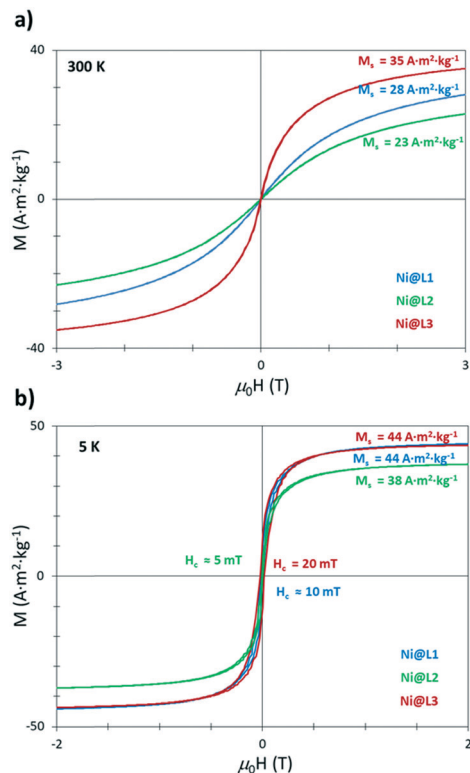 a)
40
300 K
Mₛ = 35 A·m²·kg⁻¹
Mₛ = 28 A·m²·kg⁻¹
Mₛ = 23 A·m²·kg⁻¹
M (A·m²·kg⁻¹)
0
Ni@L1
Ni@L2
Ni@L3
-40
-3
0
3
μ₀H (T)
b)
50
5 K
Mₛ = 44 A·m²·kg⁻¹
Mₛ = 44 A·m²·kg⁻¹
Mₛ = 38 A·m²·kg⁻¹
M (A·m²·kg⁻¹)
H꜀ ≈ 5 mT
H꜀ = 20 mT
0
H꜀ ≈ 10 mT
Ni@L1
Ni@L2
Ni@L3
-50
-2
0
2
μ₀H (T)